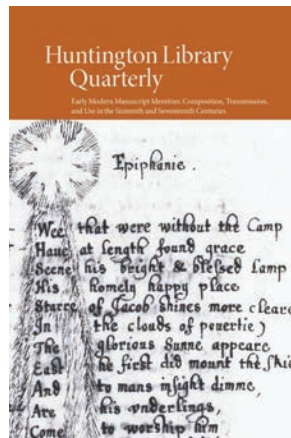 Huntington Library
Quarterly
Early Modern Manuscript Identities: Composition, Transmission,
and Use in the Sixteenth and Seventeenth Centuries
Epiphanie.
Wee that were without the Camp
Haue at length found grace
Seene his bright & blessed Lamp
His homely happy place
Starre of Jacob shines more cleare
In the clouds of pouertie)
The glorious Sunne appeare
East he first did mount the skie
And to mans insight dimme,
Are his vnderlings,
Come to worship him